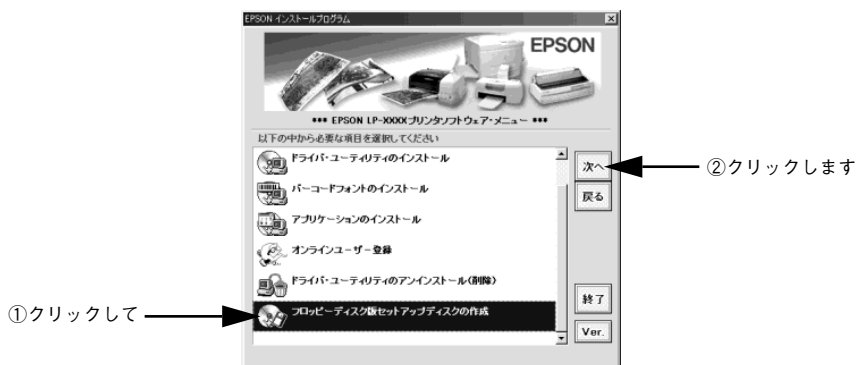 EPSON インストールプログラム
EPSON
*** EPSON LP-XXXXプリンタソフトウェア・メニュー ***
以下の中から必要な項目を選択してください
ドライバ・ユーティリティのインストール
バーコードフォントのインストール
アプリケーションのインストール
オンラインユーザー登録
ドライバ・ユーティリティのアンインストール(削除)
フロッピーディスク版セットアップディスクの作成
次へ
戻る
終了
Ver.
①クリックして
②クリックします